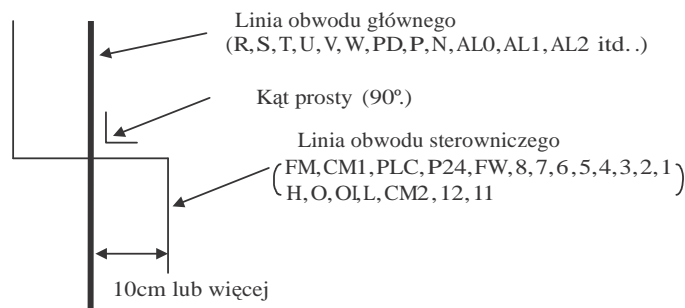 Linia obwodu głównego
(R,S,T,U,V,W,PD,P,N,AL0,AL1,AL2 itd. .)
Kąt prosty (90º.)
Linia obwodu sterowniczego
(FM,CM1,PLC,P24,FW,8,7,6,5,4,3,2,1
H,O,OI,L,CM2,12,11)
10cm lub więcej